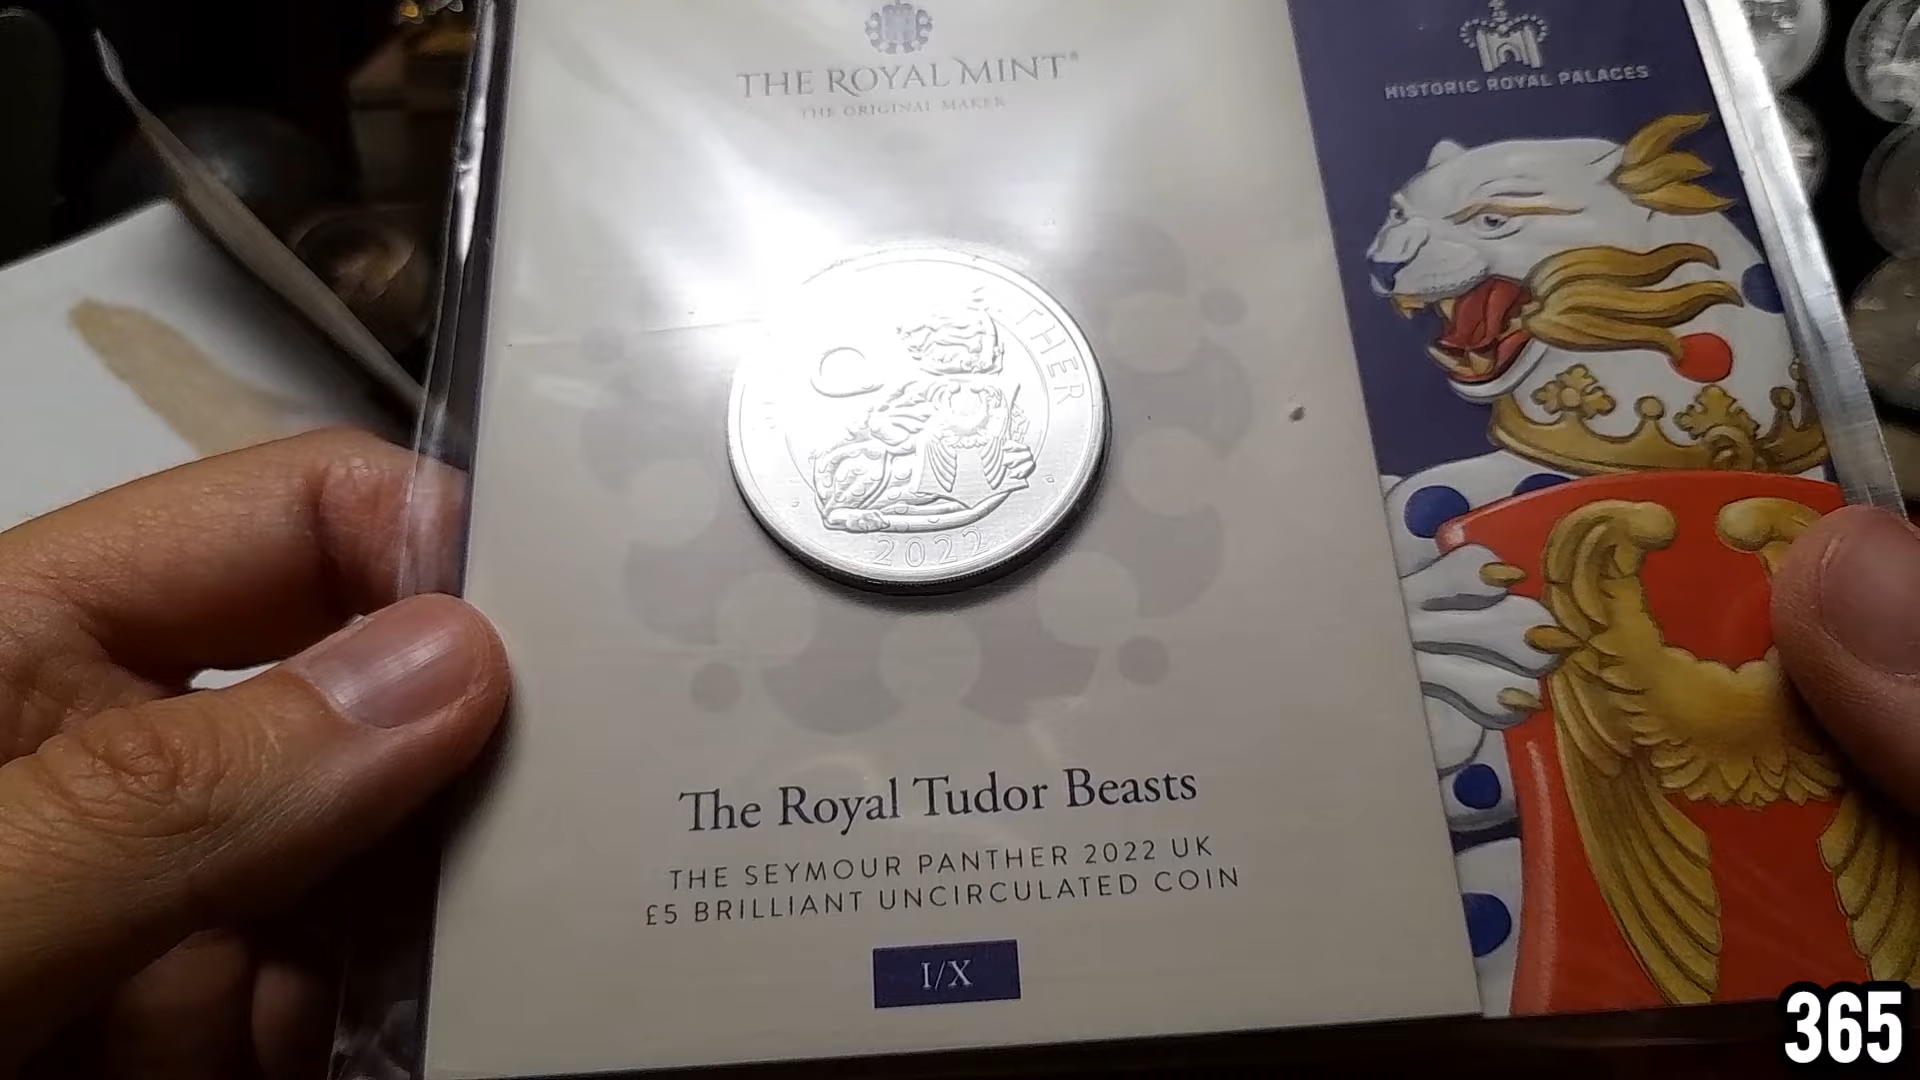 THE ROYAL MINT®
THE ORIGINAL MAKER
HISTORIC ROYAL PALACES
2022
The Royal Tudor Beasts
THE SEYMOUR PANTHER 2022 UK
£5 BRILLIANT UNCIRCULATED COIN
I/X
365